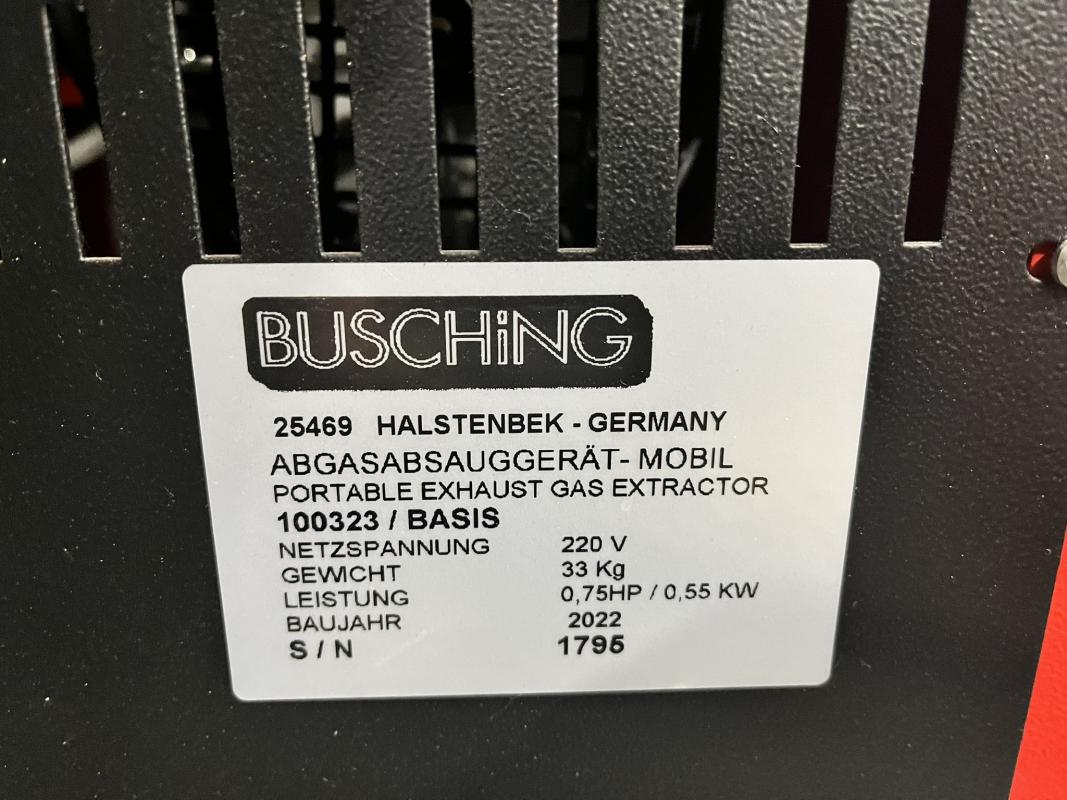 BUSCHiNG
25469 HALSTENBEK - GERMANY
ABGASABSAUGGERÄT- MOBIL
PORTABLE EXHAUST GAS EXTRACTOR
100323 / BASIS
NETZSPANNUNG 220 V
GEWICHT 33 Kg
LEISTUNG 0,75HP / 0,55 KW
BAUJAHR 2022
S / N 1795